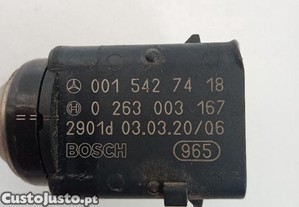 001 542 74 18
0 263 003 167
2901d 03.03.20/06
BOSCH 965
CustoJusto.pt